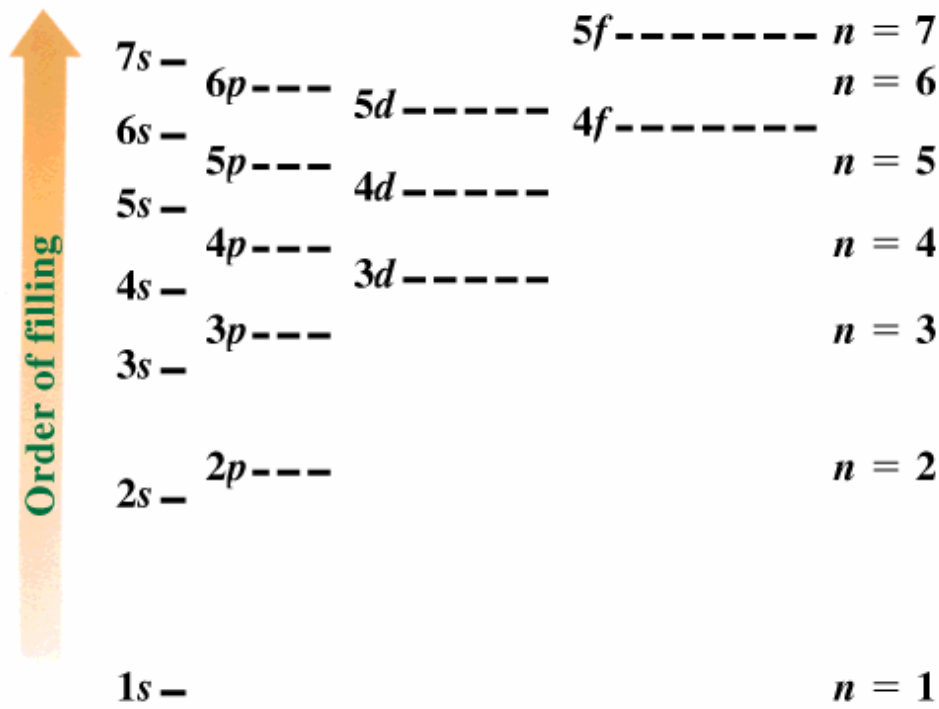 5f n = 7
7s
6p n = 6
5d
6s 4f
5p n = 5
4d
5s
4p n = 4
3d
4s
3p n = 3
3s
2p n = 2
2s
1s n = 1
Order of filling